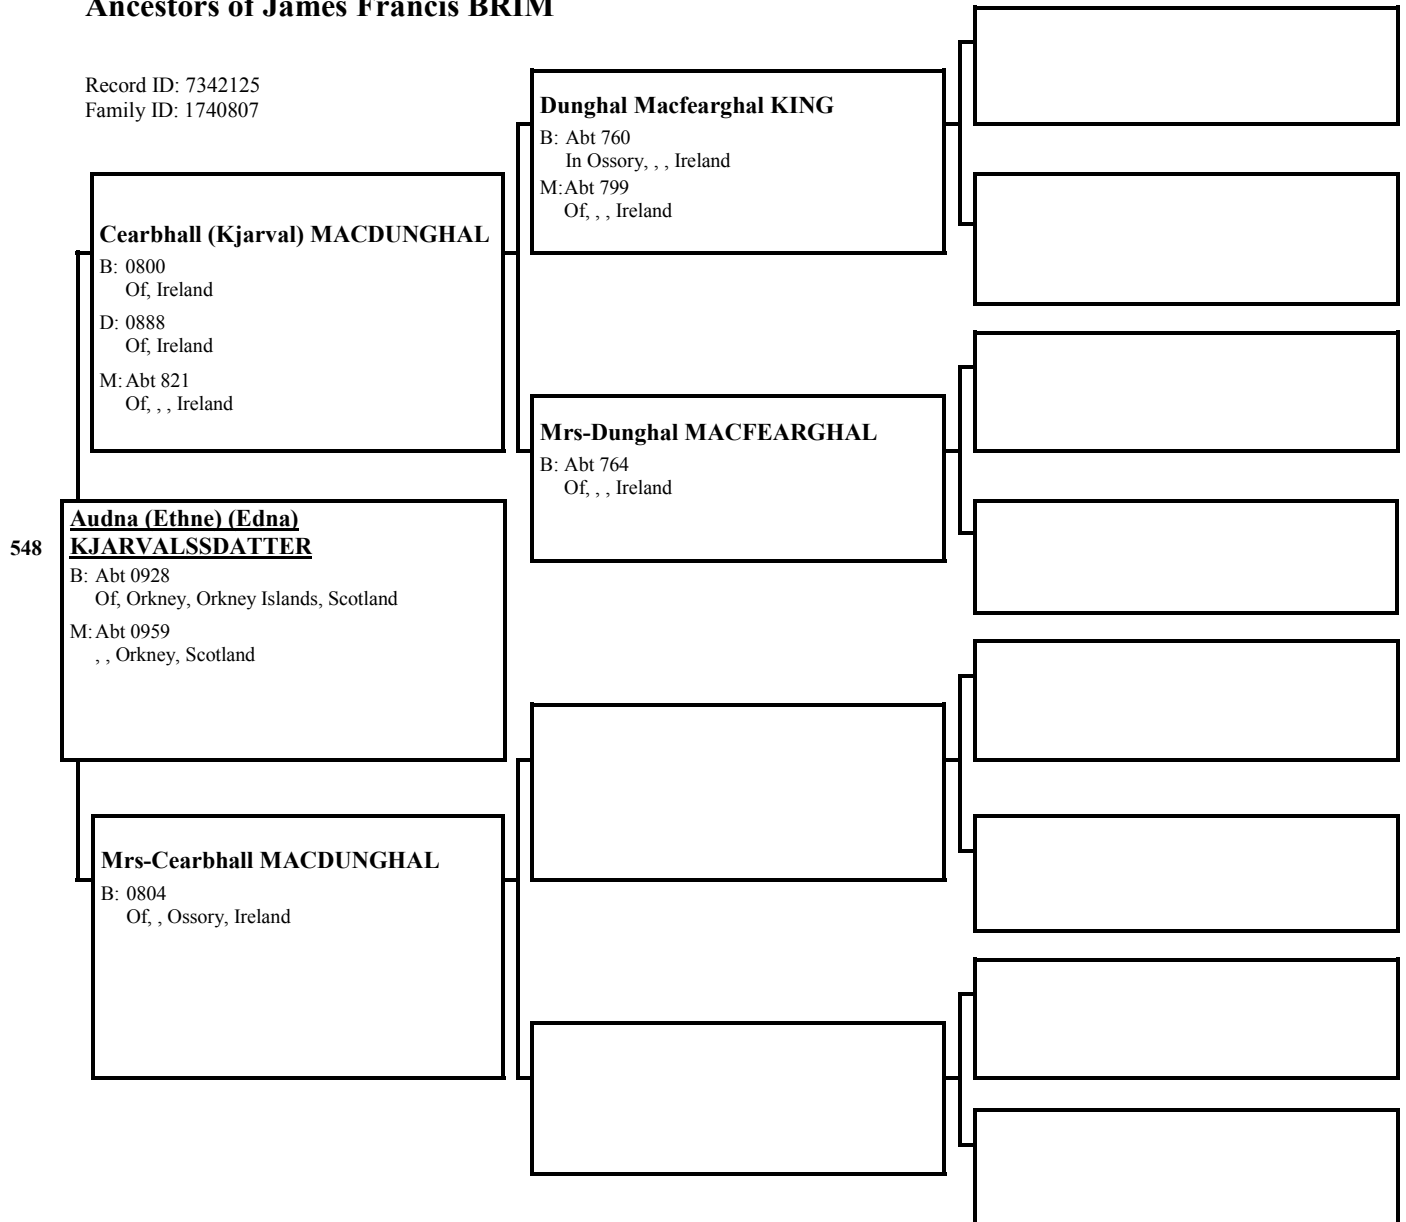 Ancestors of James Francis BRIM
Record ID: 7342125
Family ID: 1740807
Dunghal Macfearghal KING
B: Abt 760
In Ossory, , , Ireland
M:Abt 799
Of, , , Ireland
Cearbhall (Kjarval) MACDUNGHAL
B: 0800
Of, Ireland
D: 0888
Of, Ireland
M: Abt 821
Of, , , Ireland
Mrs-Dunghal MACFEARGHAL
B: Abt 764
Of, , , Ireland
548
Audna (Ethne) (Edna)
KJARVALSSDATTER
B: Abt 0928
Of, Orkney, Orkney Islands, Scotland
M: Abt 0959
, , Orkney, Scotland
Mrs-Cearbhall MACDUNGHAL
B: 0804
Of, , Ossory, Ireland